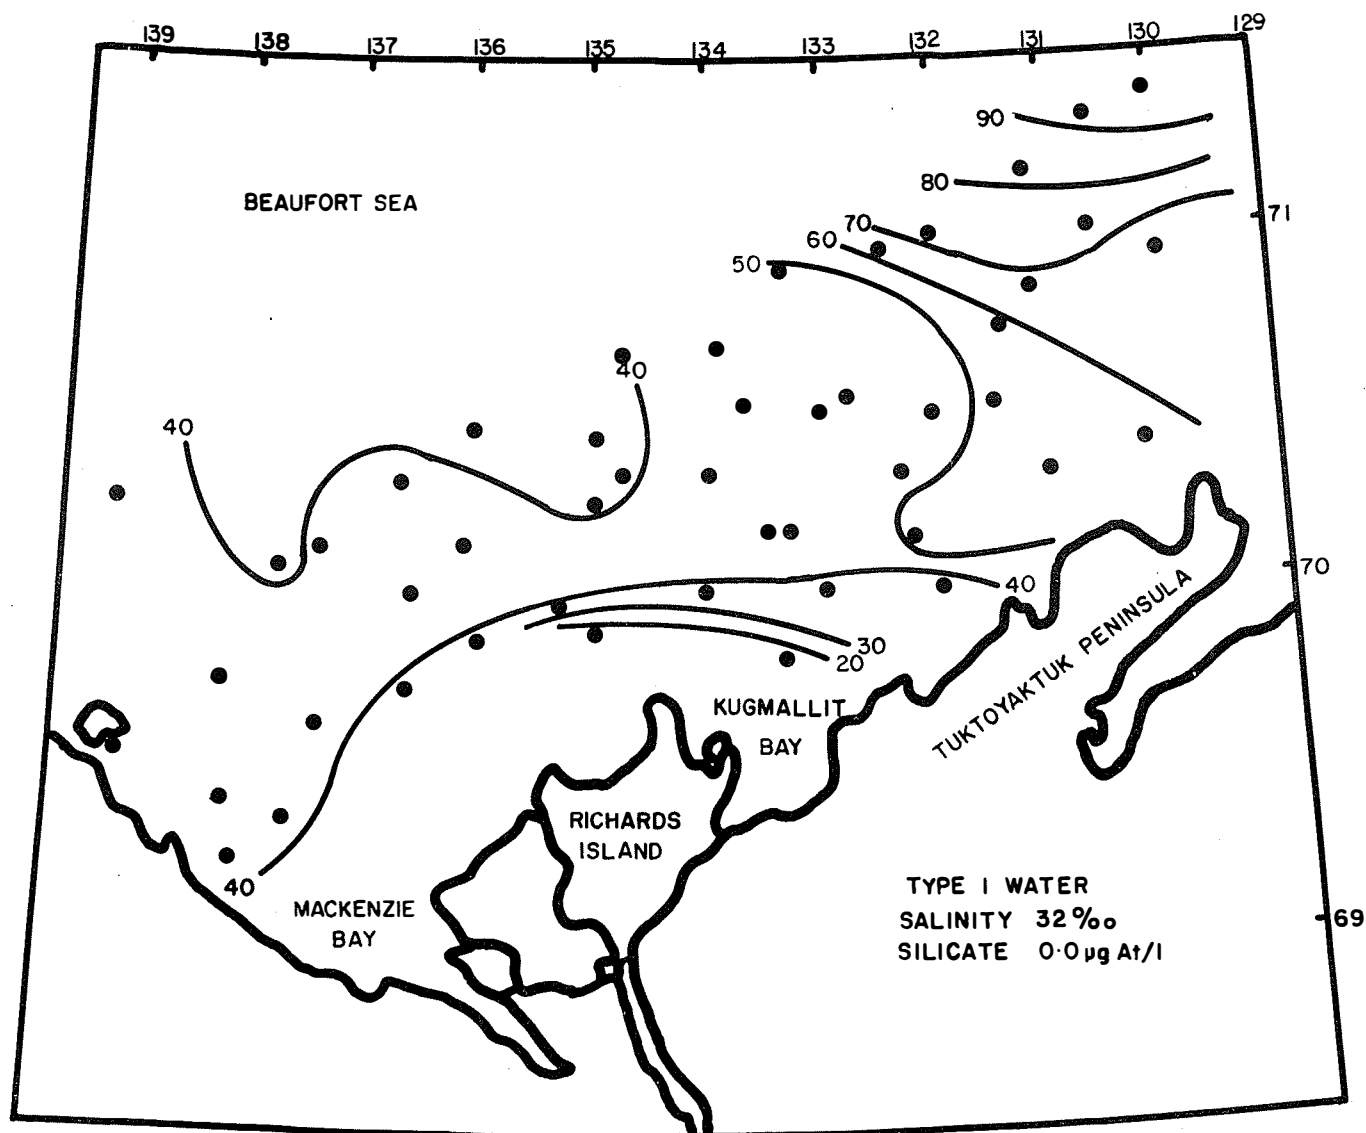 139 138 137 136 135 134 133 132 131 130 129
90
80
BEAUFORT SEA
71
70
60
50
40
40
70
40
30
20
TUKTOYAKTUK PENINSULA
KUGMALLIT
BAY
RICHARDS
ISLAND
40
MACKENZIE
BAY
TYPE I WATER
SALINITY 32‰
SILICATE 0·0 µg At/l
69